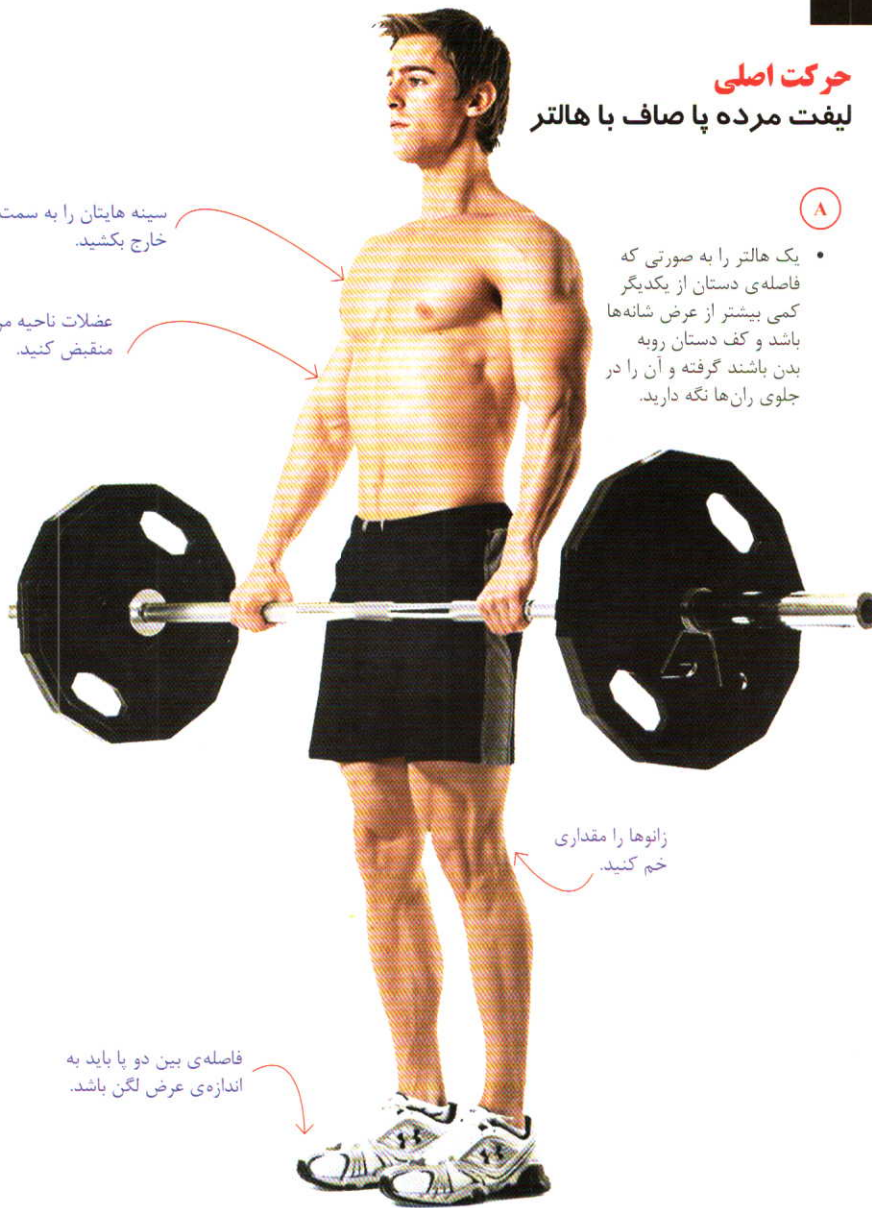 حرکت اصلی
لیفت مرده پا صاف با هالتر
A
• یک هالتر را به صورتی که
فاصله‌ی دستان از یکدیگر
کمی بیشتر از عرض شانه‌ها
باشد و کف دستان روبه
بدن باشند گرفته و آن را در
جلوی ران‌ها نگه دارید.
سینه هایتان را به سمت
خارج بکشید.
عضلات ناحیه
منقبض کنید.
زانوها را مقداری
خم کنید.
فاصله‌ی بین دو پا باید به
اندازه‌ی عرض لگن باشد.